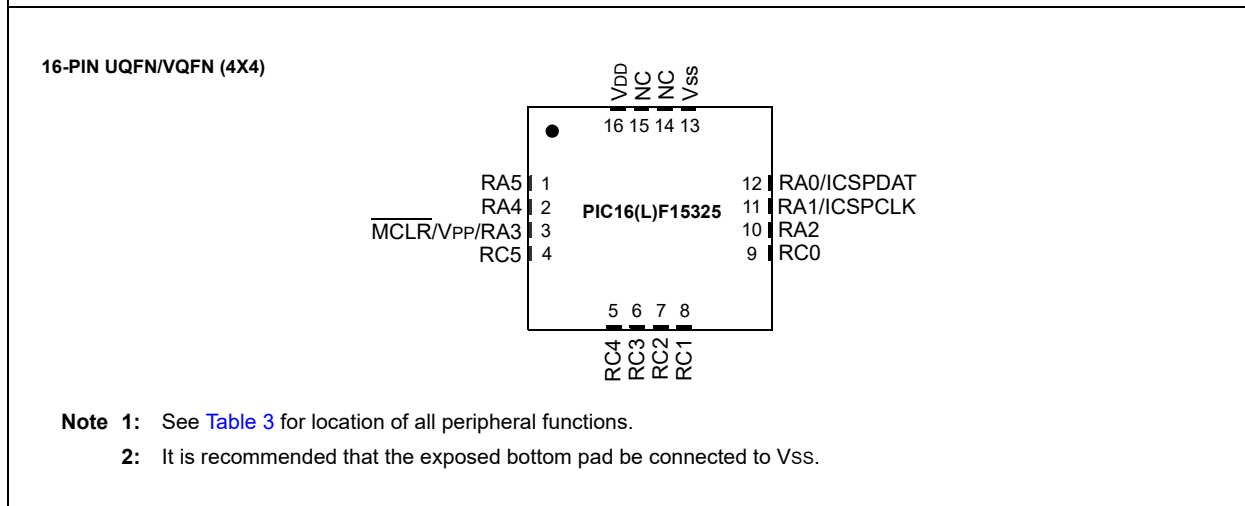 16-PIN UQFN/VQFN (4X4)
VDD
NC
NC
Vss
16 15 14 13
RA5 1
RA4 2
MCLR/VPP/RA3 3
RC5 4
PIC16(L)F15325
12 RA0/ICSPDAT
11 RA1/ICSPCLK
10 RA2
9 RC0
5 6 7 8
RC4
RC3
RC2
RC1
Note 1: See Table 3 for location of all peripheral functions.
2: It is recommended that the exposed bottom pad be connected to VSS.